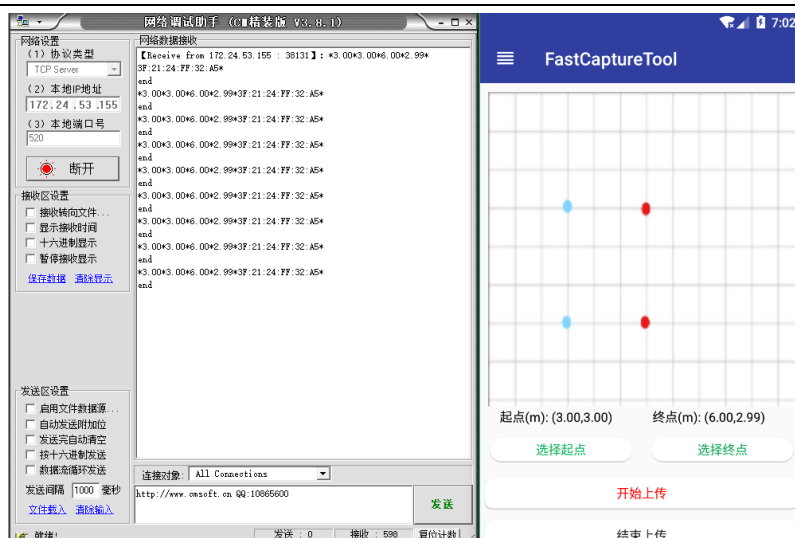 网络调试助手 (CM精装版 V3.8.1)
网络设置
(1) 协议类型
TCP Server
(2) 本地IP地址
172.24.53.155
(3) 本地端口号
520
断开
接收区设置
接收转向文件...
显示接收时间
十六进制显示
暂停接收显示
保存数据 清除显示
发送区设置
启用文件数据源...
自动发送附加位
发送完自动清空
按十六进制发送
数据流循环发送
发送间隔 1000 毫秒
文件载入 清除输入
就绪!
网络数据接收
【Receive from 172.24.53.155 : 38131】: *3.00*3.00*6.00*2.99*
3F:21:24:FF:32:A5*
end
*3.00*3.00*6.00*2.99*3F:21:24:FF:32:A5*
end
*3.00*3.00*6.00*2.99*3F:21:24:FF:32:A5*
end
*3.00*3.00*6.00*2.99*3F:21:24:FF:32:A5*
end
*3.00*3.00*6.00*2.99*3F:21:24:FF:32:A5*
end
*3.00*3.00*6.00*2.99*3F:21:24:FF:32:A5*
end
*3.00*3.00*6.00*2.99*3F:21:24:FF:32:A5*
end
*3.00*3.00*6.00*2.99*3F:21:24:FF:32:A5*
end
*3.00*3.00*6.00*2.99*3F:21:24:FF:32:A5*
end
连接对象: All Connections
http://www.cmsoft.cn QQ:10865600
发送
发送 : 0 接收 : 598 复位计数
7:02
FastCaptureTool
起点(m): (3.00,3.00) 终点(m): (6.00,2.99)
选择起点 选择终点
开始上传
结束上传